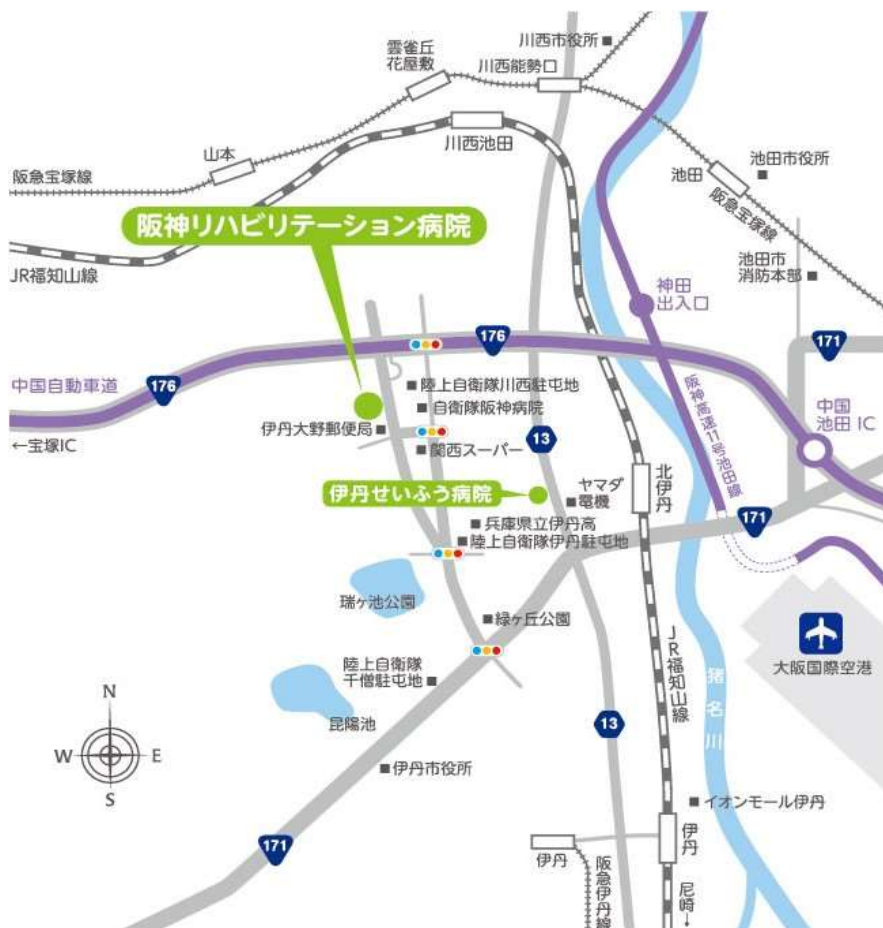 川西市役所
雲雀丘
花屋敷
川西能勢口
川西池田
山本
池田
池田市役所
阪急宝塚線
阪急宝塚線
阪神リハビリテーション病院
JR福知山線
池田市
消防本部
神田
出入口
176
171
中国自動車道
176
陸上自衛隊川西駐屯地
自衛隊阪神病院
中国
池田 IC
←宝塚IC
伊丹大野郵便局
13
阪神高速11号池田線
関西スーパー
北伊丹
伊丹せいふう病院
ヤマダ
電機
171
兵庫県立伊丹高
陸上自衛隊伊丹駐屯地
瑞ヶ池公園
緑ヶ丘公園
JR福知山線
大阪国際空港
陸上自衛隊
千僧駐屯地
猪名川
N
W
E
S
昆陽池
13
伊丹市役所
イオンモール伊丹
171
伊丹
伊丹
阪急伊丹線
尼崎→